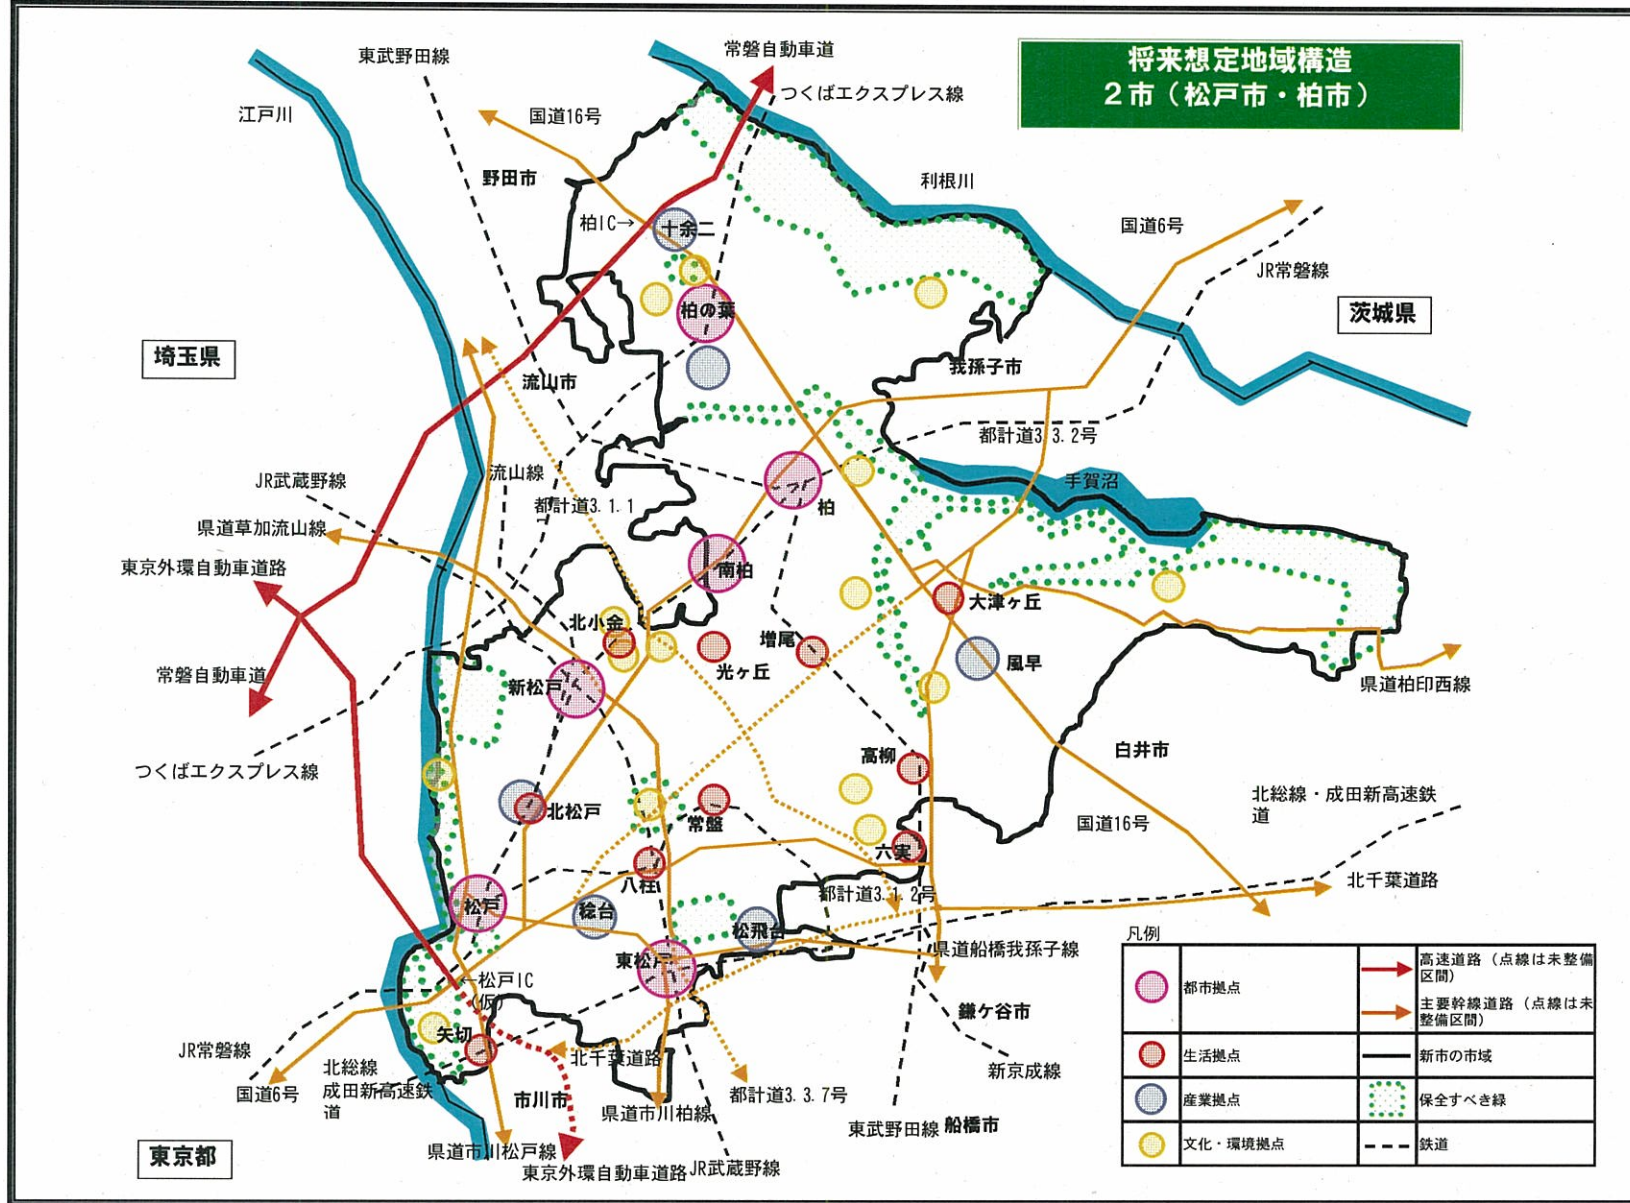 将来想定地域構造
2市(松戸市・柏市)
東武野田線
常磐自動車道
つくばエクスプレス線
江戸川
国道16号
野田市
利根川
柏IC→
十余二
国道6号
JR常磐線
柏の葉
茨城県
埼玉県
流山市
我孫子市
都計道3.3.2号
JR武蔵野線
流山線
手賀沼
都計道3.1.1
柏
県道草加流山線
東京外環自動車道路
南柏
大津ヶ丘
北小金
増尾
光ヶ丘
風早
常磐自動車道
新松戸
県道柏印西線
白井市
つくばエクスプレス線
高柳
北松戸
常盤
国道16号
北総線・成田新高速鉄
道
六実
八柱
都計道3.1.2号
北千葉道路
松戸
稔台
松飛台
東松戸
県道船橋我孫子線
←松戸IC
(仮)
鎌ケ谷市
矢切
JR常磐線
北千葉道路
新京成線
国道6号
北総線
成田新高速鉄
道
市川市
県道市川柏線
都計道3.3.7号
東武野田線
船橋市
東京都
県道市川松戸線
東京外環自動車道路
JR武蔵野線
凡例
都市拠点
高速道路(点線は未整備
区間)
主要幹線道路(点線は未
整備区間)
生活拠点
新市の市域
産業拠点
保全すべき緑
文化・環境拠点
鉄道